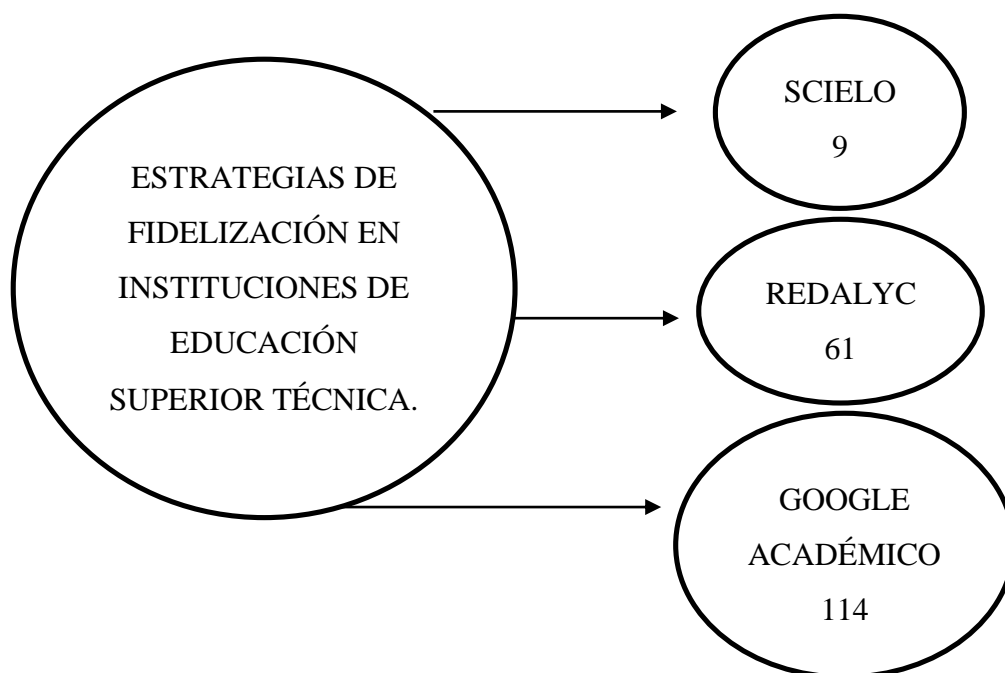 ESTRATEGIAS DE
FIDELIZACIÓN EN
INSTITUCIONES DE
EDUCACIÓN
SUPERIOR TÉCNICA.
SCIELO
9
REDALYC
61
GOOGLE
ACADÉMICO
114